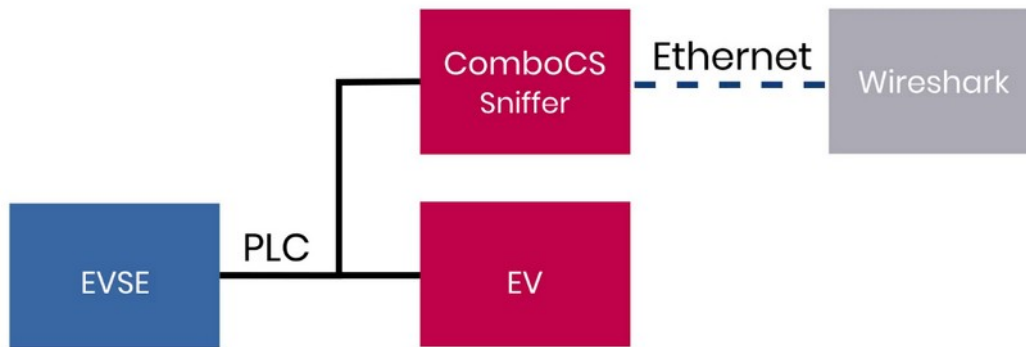 ComboCS
Sniffer
Ethernet
Wireshark
PLC
EVSE
EV